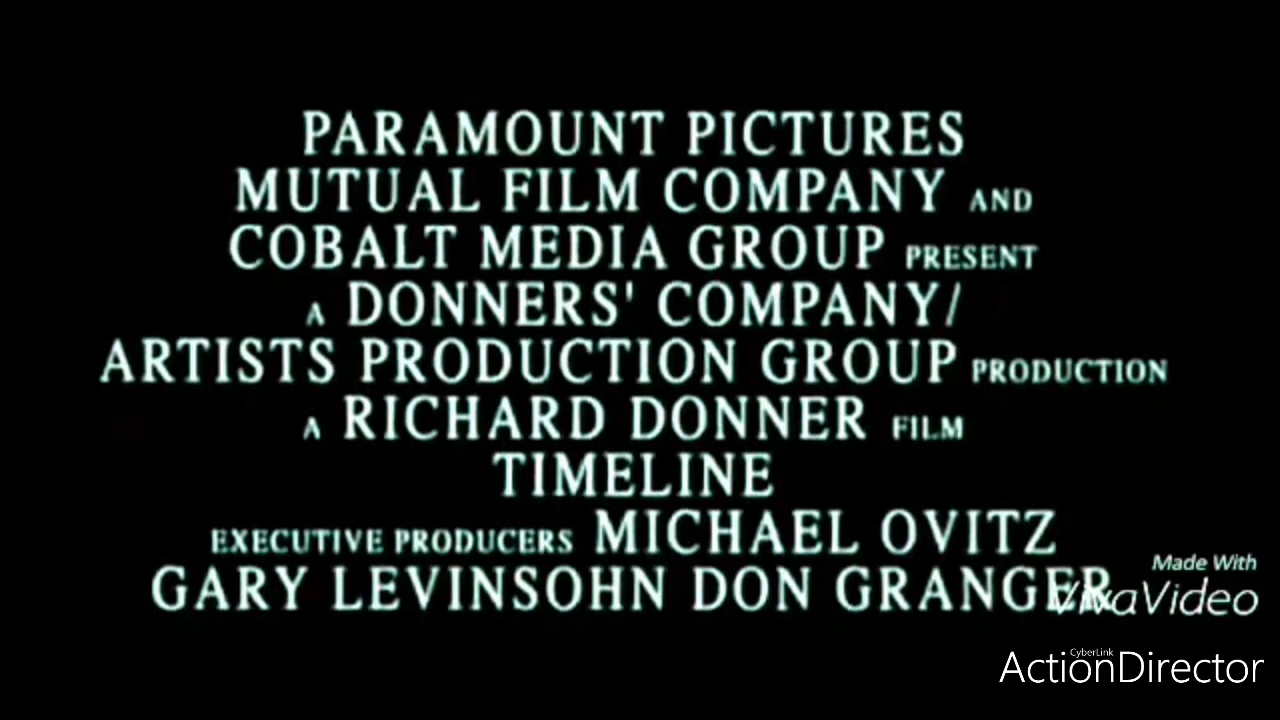 PARAMOUNT PICTURES
MUTUAL FILM COMPANY AND
COBALT MEDIA GROUP PRESENT
A DONNERS' COMPANY/
ARTISTS PRODUCTION GROUP PRODUCTION
A RICHARD DONNER FILM
TIMELINE
EXECUTIVE PRODUCERS MICHAEL OVITZ
GARY LEVINSOHN DON GRANGER
Made With
VivaVideo
CyberLink
ActionDirector